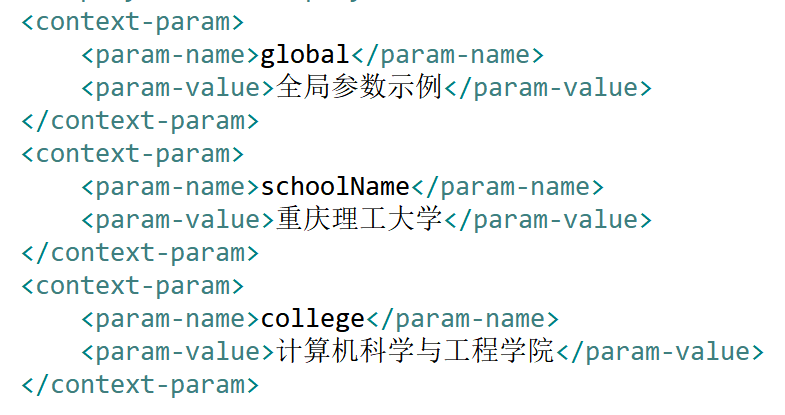 <context-param>
    <param-name>global</param-name>
    <param-value>全局参数示例</param-value>
</context-param>
<context-param>
    <param-name>schoolName</param-name>
    <param-value>重庆理工大学</param-value>
</context-param>
<context-param>
    <param-name>college</param-name>
    <param-value>计算机科学与工程学院</param-value>
</context-param>